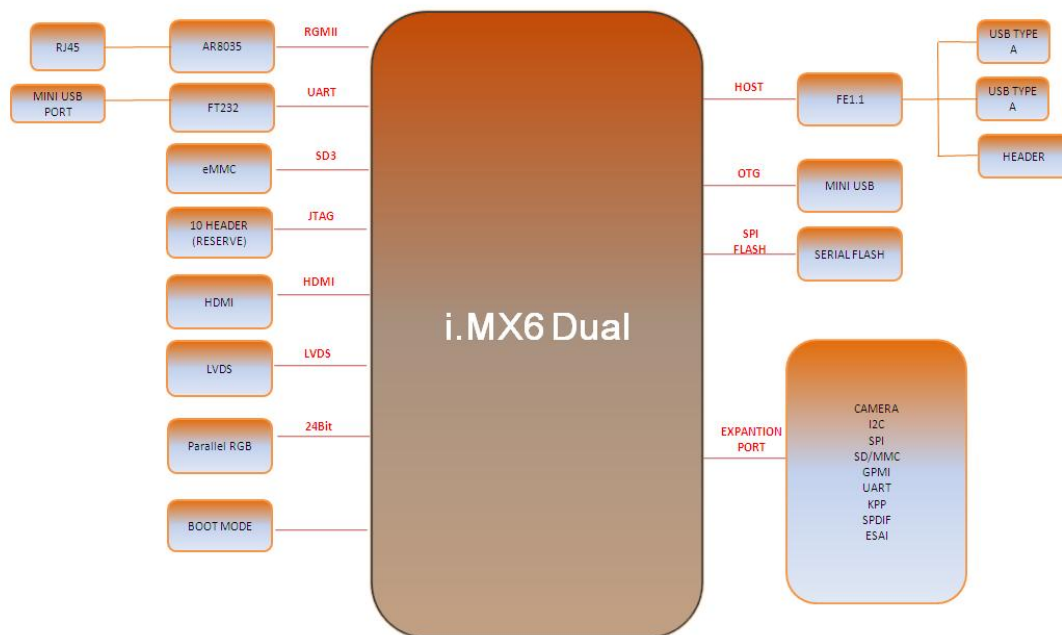 RJ45
AR8035
RGMII
MINI USB
PORT
FT232
UART
eMMC
SD3
10 HEADER
(RESERVE)
JTAG
HDMI
HDMI
LVDS
LVDS
Parallel RGB
24Bit
BOOT MODE
i.MX6 Dual
HOST
FE1.1
USB TYPE
A
USB TYPE
A
HEADER
OTG
MINI USB
SPI
FLASH
SERIAL FLASH
EXPANTION
PORT
CAMERA
I2C
SPI
SD/MMC
GPMI
UART
KPP
SPDIF
ESAI